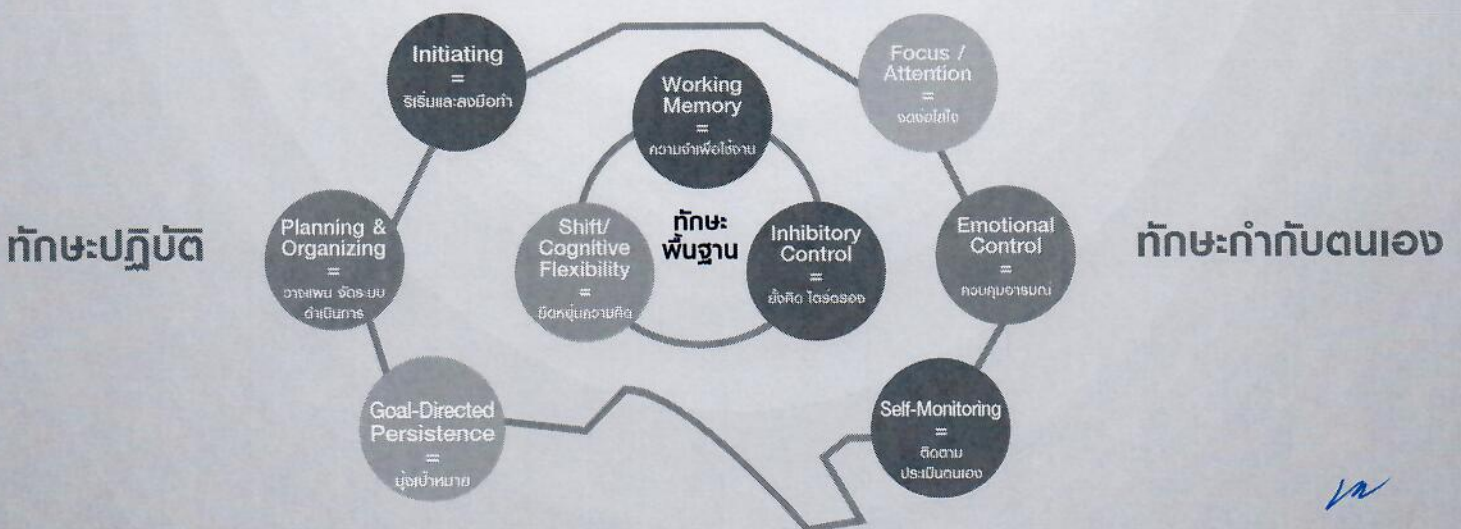 Initiating
=
ริเริ่มและลงมือทำ
Focus /
Attention
=
จดจ่อใส่ใจ
Working
Memory
=
ความจำเพื่อใช้งาน
ทักษะปฏิบัติ
Planning &
Organizing
=
วางแผน จัดระบบ
ดำเนินการ
Shift/
Cognitive
Flexibility
=
ยืดหยุ่นความคิด
ทักษะ
พื้นฐาน
Inhibitory
Control
=
ยั้งคิด ไตร่ตรอง
Emotional
Control
=
ควบคุมอารมณ์
ทักษะกำกับตนเอง
Goal-Directed
Persistence
=
มุ่งเป้าหมาย
Self-Monitoring
=
ติดตาม
ประเมินตนเอง